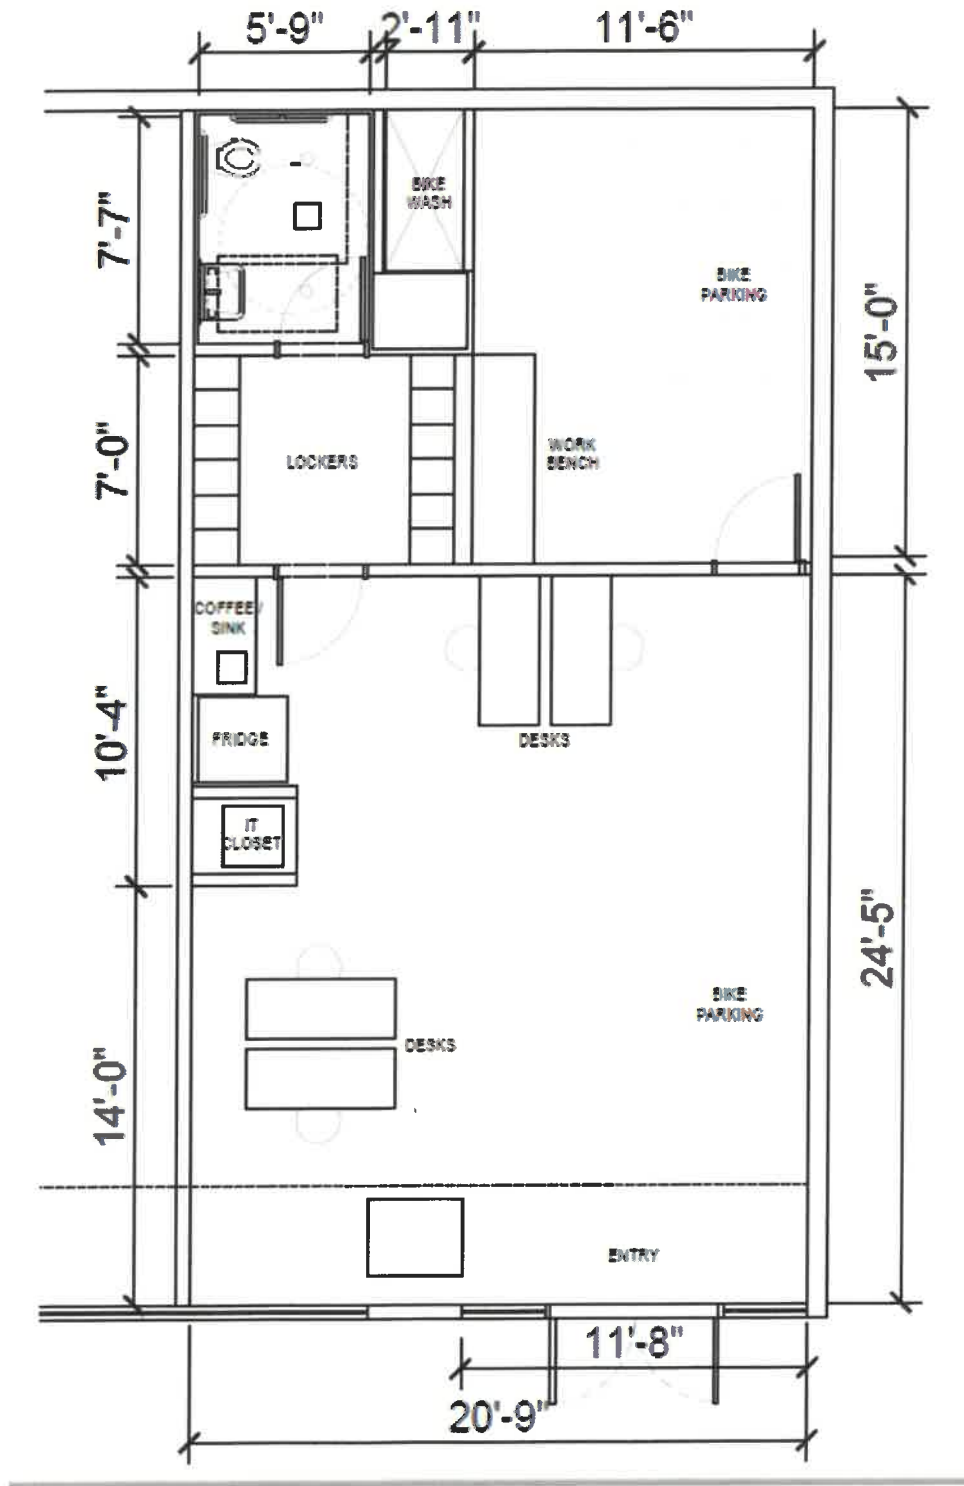 5'-9"
2'-11"
11'-6"
7'-7"
BIKE
WASH
BIKE
PARKING
15'-0"
7'-0"
LOCKERS
WORK
BENCH
COFFEE/
SINK
10'-4"
FRIDGE
DESKS
IT
CLOSET
24'-5"
BIKE
PARKING
14'-0"
DESKS
ENTRY
11'-8"
20'-9"